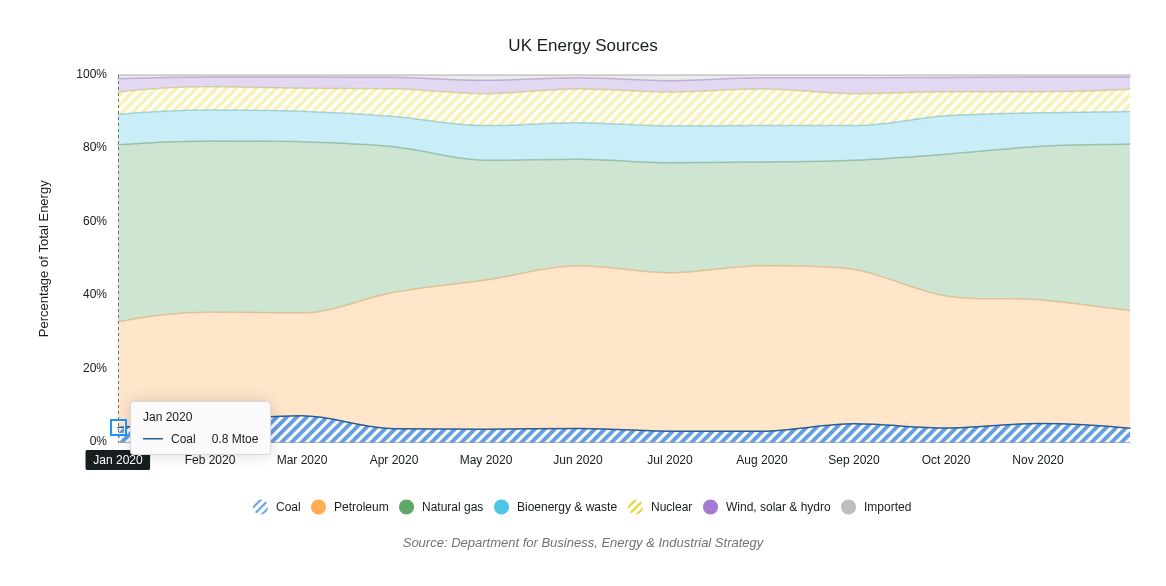 UK Energy Sources
Percentage of Total Energy
100%
80%
60%
40%
20%
0%
Jan 2020
Coal 0.8 Mtoe
Jan 2020 Feb 2020 Mar 2020 Apr 2020 May 2020 Jun 2020 Jul 2020 Aug 2020 Sep 2020 Oct 2020 Nov 2020
Coal Petroleum Natural gas Bioenergy & waste Nuclear Wind, solar & hydro Imported
Source: Department for Business, Energy & Industrial Strategy